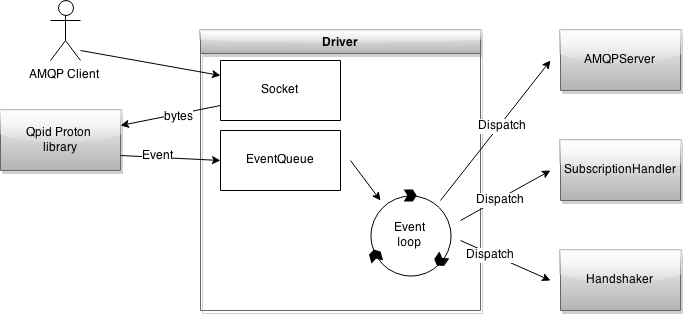 Driver
AMQP Client
Socket
AMQPServer
bytes
Qpid Proton
library
Event
EventQueue
Dispatch
SubscriptionHandler
Dispatch
Event
loop
Dispatch
Handshaker